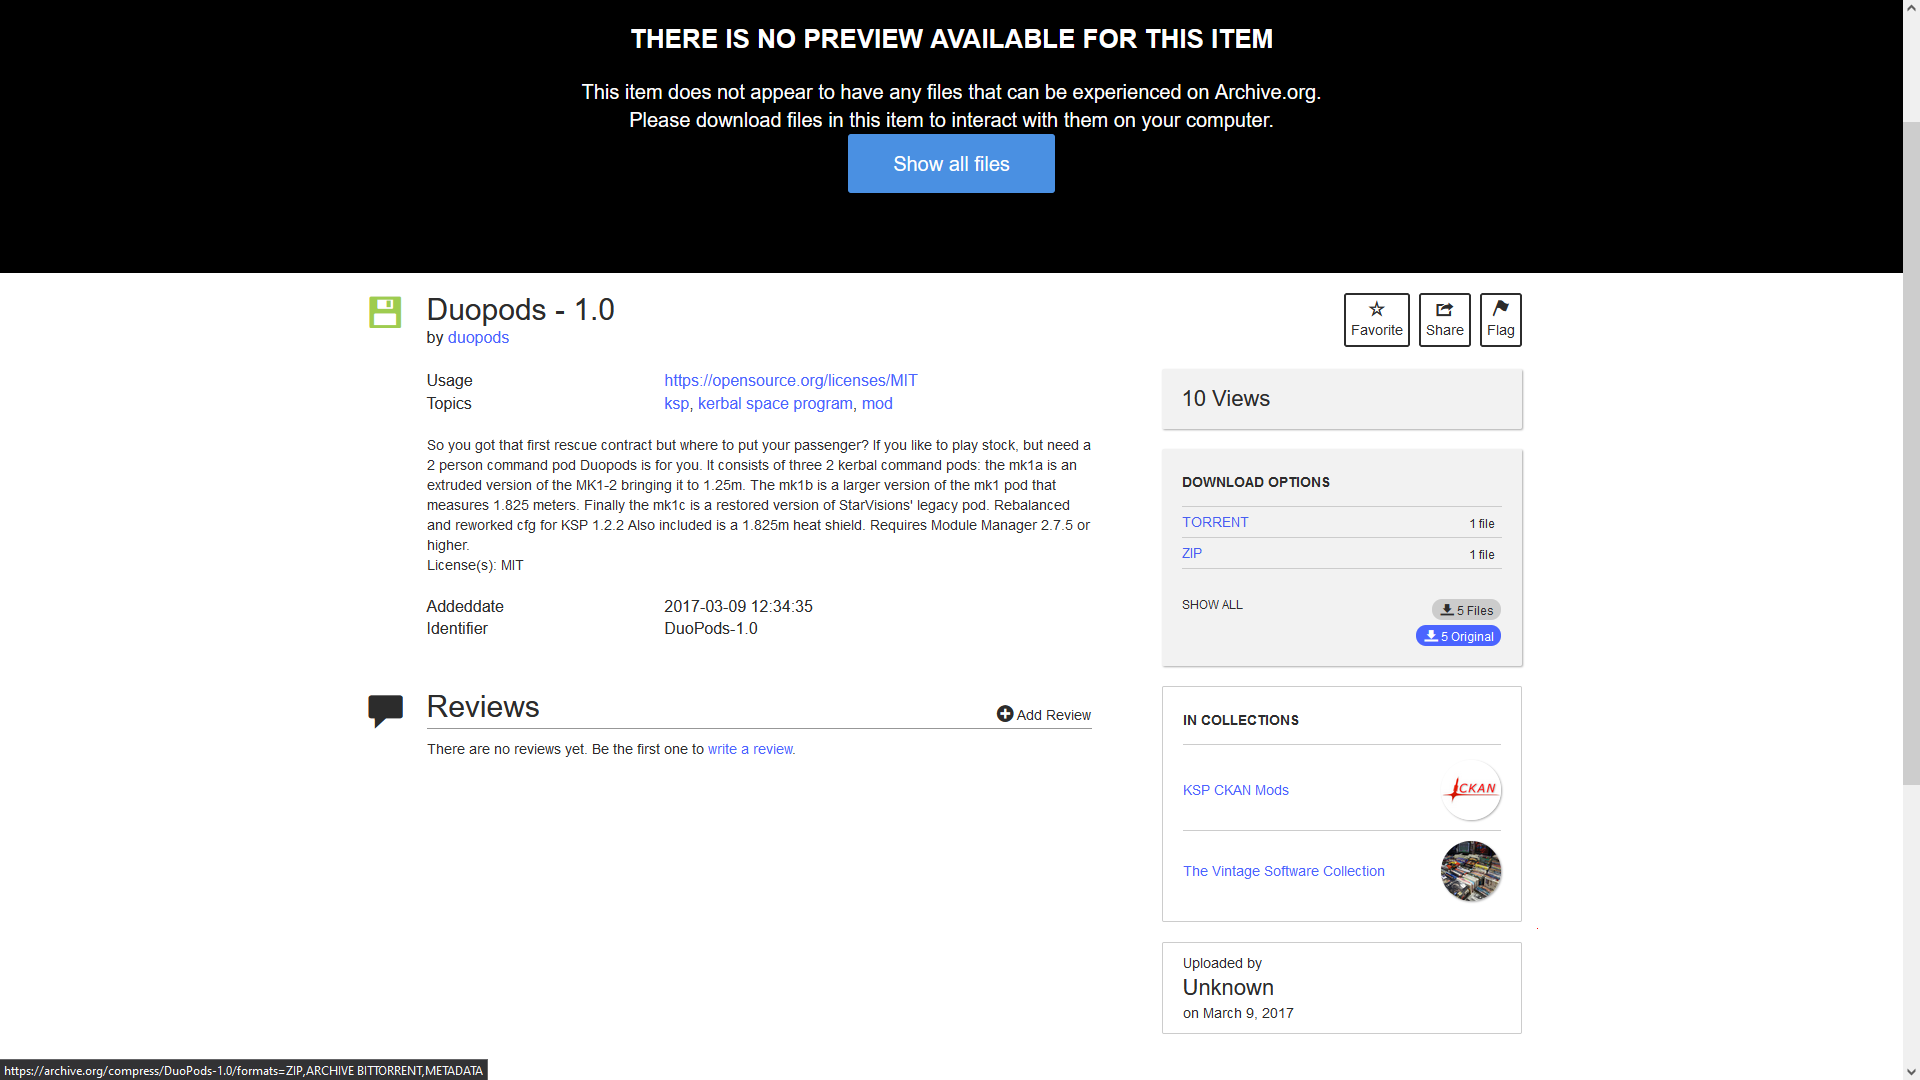 THERE IS NO PREVIEW AVAILABLE FOR THIS ITEM
This item does not appear to have any files that can be experienced on Archive.org.
Please download files in this item to interact with them on your computer.
Show all files
Duopods - 1.0
by duopods
Favorite
Share
Flag
Usage https://opensource.org/licenses/MIT
Topics ksp, kerbal space program, mod
10 Views
So you got that first rescue contract but where to put your passenger? If you like to play stock, but need a
2 person command pod Duopods is for you. It consists of three 2 kerbal command pods: the mk1a is an
extruded version of the MK1-2 bringing it to 1.25m. The mk1b is a larger version of the mk1 pod that
measures 1.825 meters. Finally the mk1c is a restored version of StarVisions' legacy pod. Rebalanced
and reworked cfg for KSP 1.2.2 Also included is a 1.825m heat shield. Requires Module Manager 2.7.5 or
higher.
License(s): MIT
Addeddate 2017-03-09 12:34:35
Identifier DuoPods-1.0
DOWNLOAD OPTIONS
TORRENT 1 file
ZIP 1 file
SHOW ALL
5 Files
5 Original
Reviews
Add Review
There are no reviews yet. Be the first one to write a review.
IN COLLECTIONS
KSP CKAN Mods
CKAN
The Vintage Software Collection
Uploaded by
Unknown
on March 9, 2017
https://archive.org/compress/DuoPods-1.0/formats=ZIP,ARCHIVE BITTORRENT,METADATA